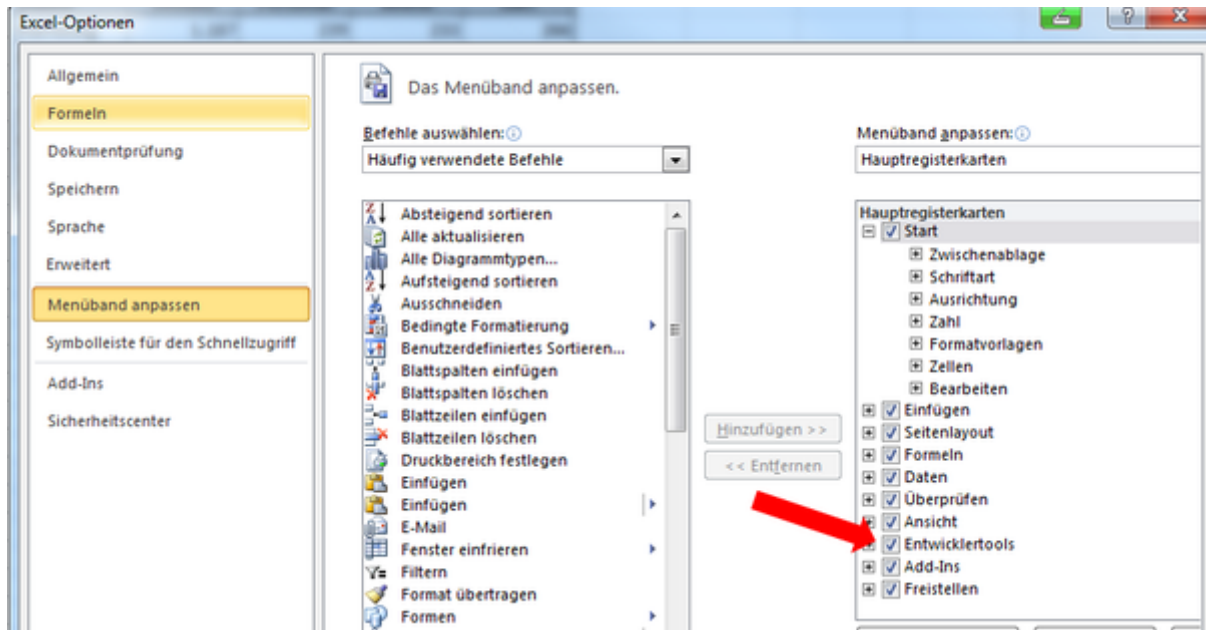 Excel-Optionen
Allgemein
Formeln
Dokumentprüfung
Speichern
Sprache
Erweitert
Menüband anpassen
Symbolleiste für den Schnellzugriff
Add-Ins
Sicherheitscenter
Das Menüband anpassen.
Befehle auswählen:
Häufig verwendete Befehle
Absteigend sortieren
Alle aktualisieren
Alle Diagrammtypen...
Aufsteigend sortieren
Ausschneiden
Bedingte Formatierung
Benutzerdefiniertes Sortieren...
Blattspalten einfügen
Blattspalten löschen
Blattzeilen einfügen
Blattzeilen löschen
Druckbereich festlegen
Einfügen
Einfügen
E-Mail
Fenster einfrieren
Filtern
Format übertragen
Formen
Hinzufügen >>
<< Entfernen
Menüband anpassen:
Hauptregisterkarten
Hauptregisterkarten
Start
Zwischenablage
Schriftart
Ausrichtung
Zahl
Formatvorlagen
Zellen
Bearbeiten
Einfügen
Seitenlayout
Formeln
Daten
Überprüfen
Ansicht
Entwicklertools
Add-Ins
Freistellen